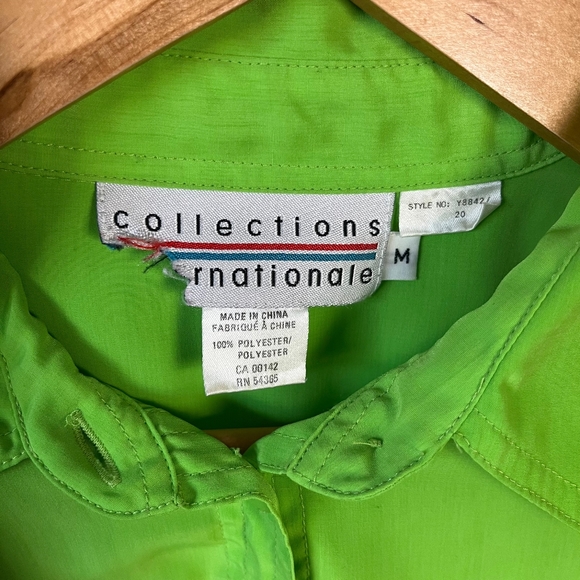 Collections
rnationale
M
STYLE NO: Y8842/
20
MADE IN CHINA
FABRIQUÉ À CHINE
100% POLYESTER/
POLYESTER
CA 00142
RN 54365